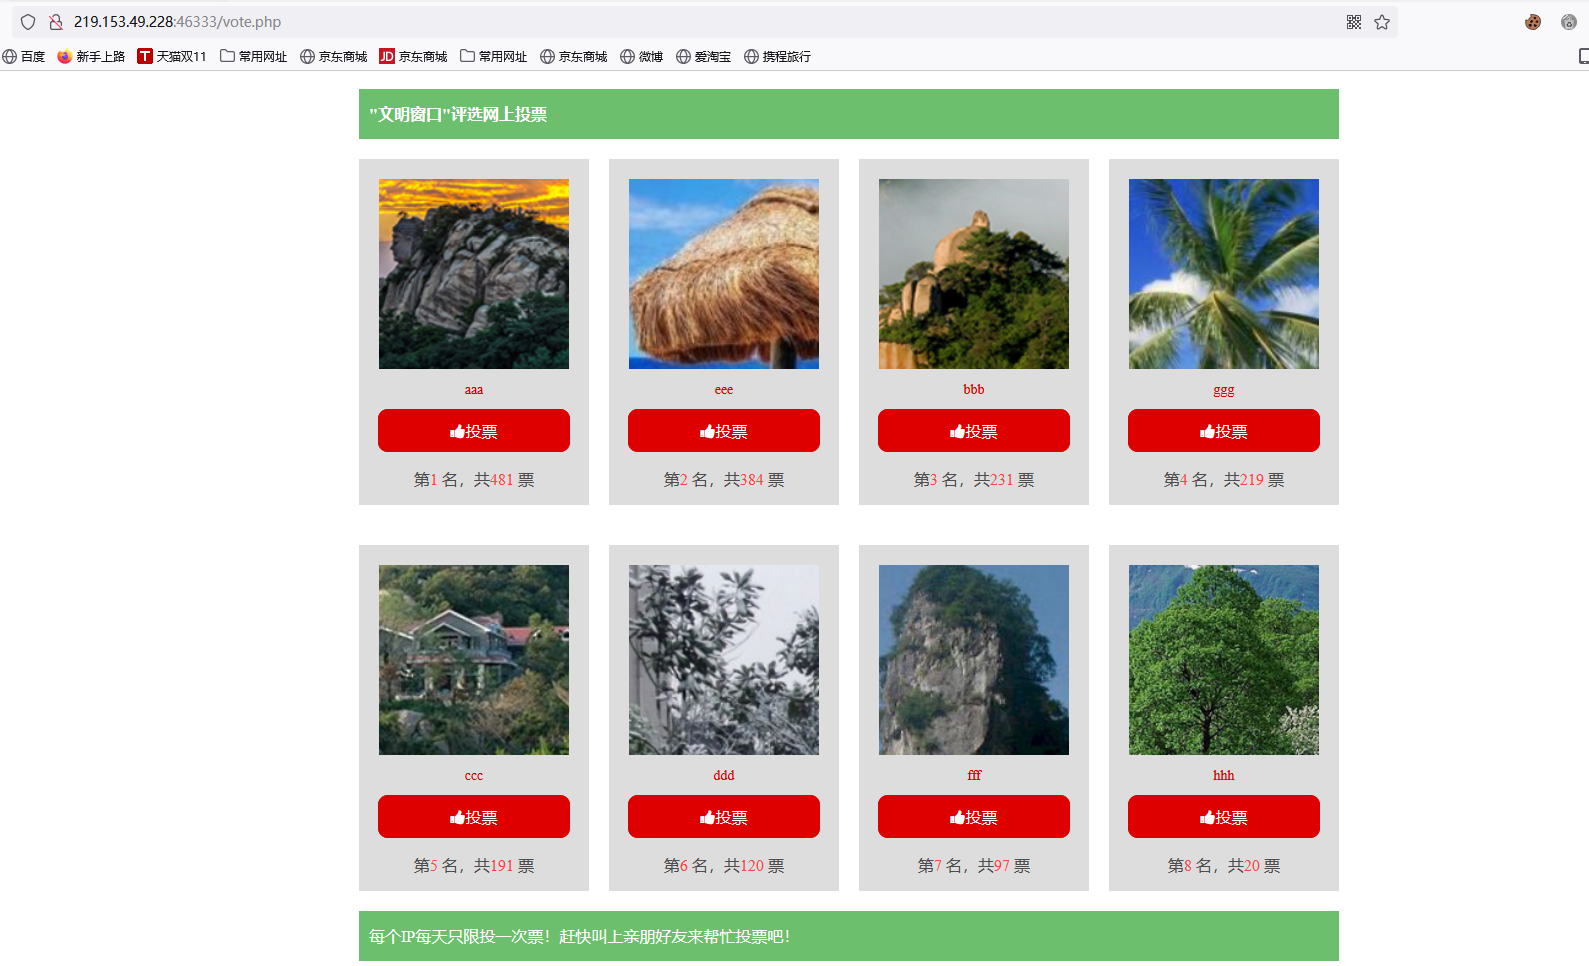 219.153.49.228:46333/vote.php
百度 新手上路 T 天猫双11 常用网址 京东商城 JD 京东商城 常用网址 京东商城 微博 爱淘宝 携程旅行
"文明窗口"评选网上投票
aaa eee bbb ggg
投票 投票 投票 投票
第1 名，共481 票 第2 名，共384 票 第3 名，共231 票 第4 名，共219 票
ccc ddd fff hhh
投票 投票 投票 投票
第5 名，共191 票 第6 名，共120 票 第7 名，共97 票 第8 名，共20 票
每个IP每天只限投一次票！赶快叫上亲朋好友来帮忙投票吧！